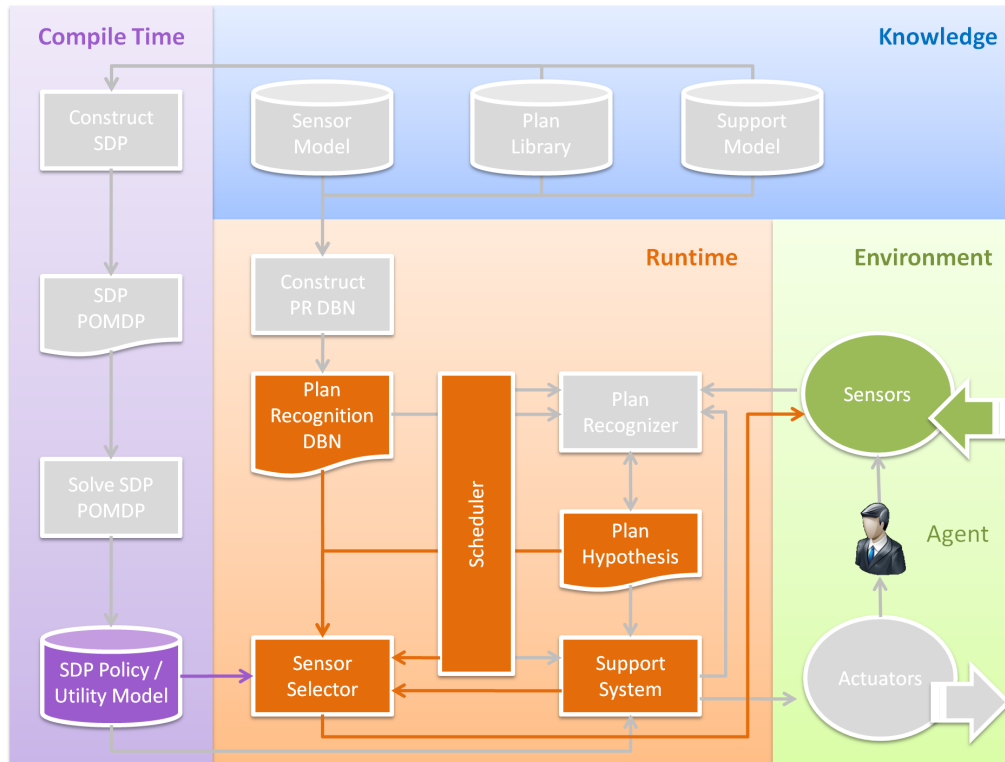 Compile Time
Knowledge
Construct
SDP
Sensor
Model
Plan
Library
Support
Model
Runtime
Environment
Construct
PR DBN
SDP
POMDP
Plan
Recognition
DBN
Plan
Recognizer
Sensors
Solve SDP
POMDP
Scheduler
Plan
Hypothesis
Agent
SDP Policy /
Utility Model
Sensor
Selector
Support
System
Actuators